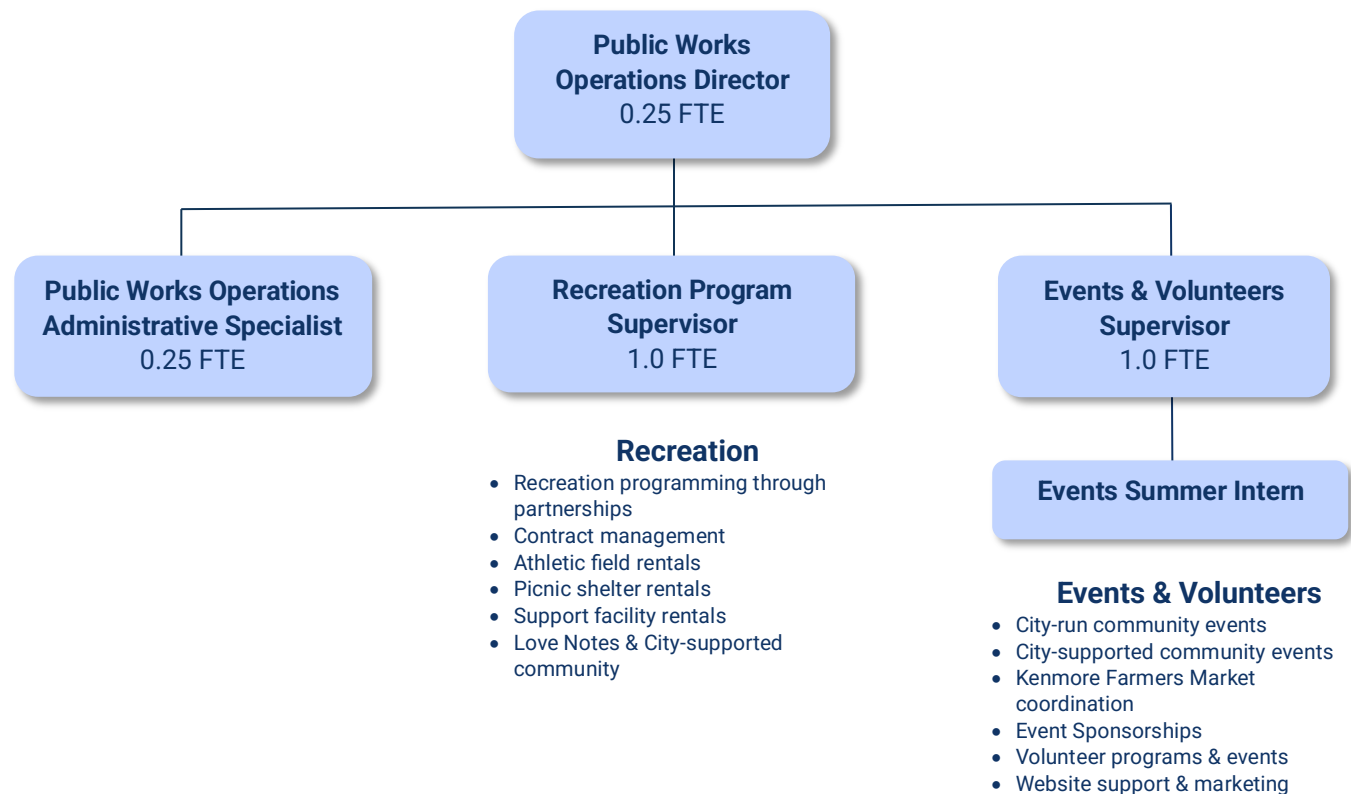 Public Works
Operations Director
0.25 FTE
Public Works Operations
Administrative Specialist
0.25 FTE
Recreation Program
Supervisor
1.0 FTE
Events & Volunteers
Supervisor
1.0 FTE
Recreation
• Recreation programming through
partnerships
• Contract management
• Athletic field rentals
• Picnic shelter rentals
• Support facility rentals
• Love Notes & City-supported
community
Events Summer Intern
Events & Volunteers
• City-run community events
• City-supported community events
• Kenmore Farmers Market
coordination
• Event Sponsorships
• Volunteer programs & events
• Website support & marketing